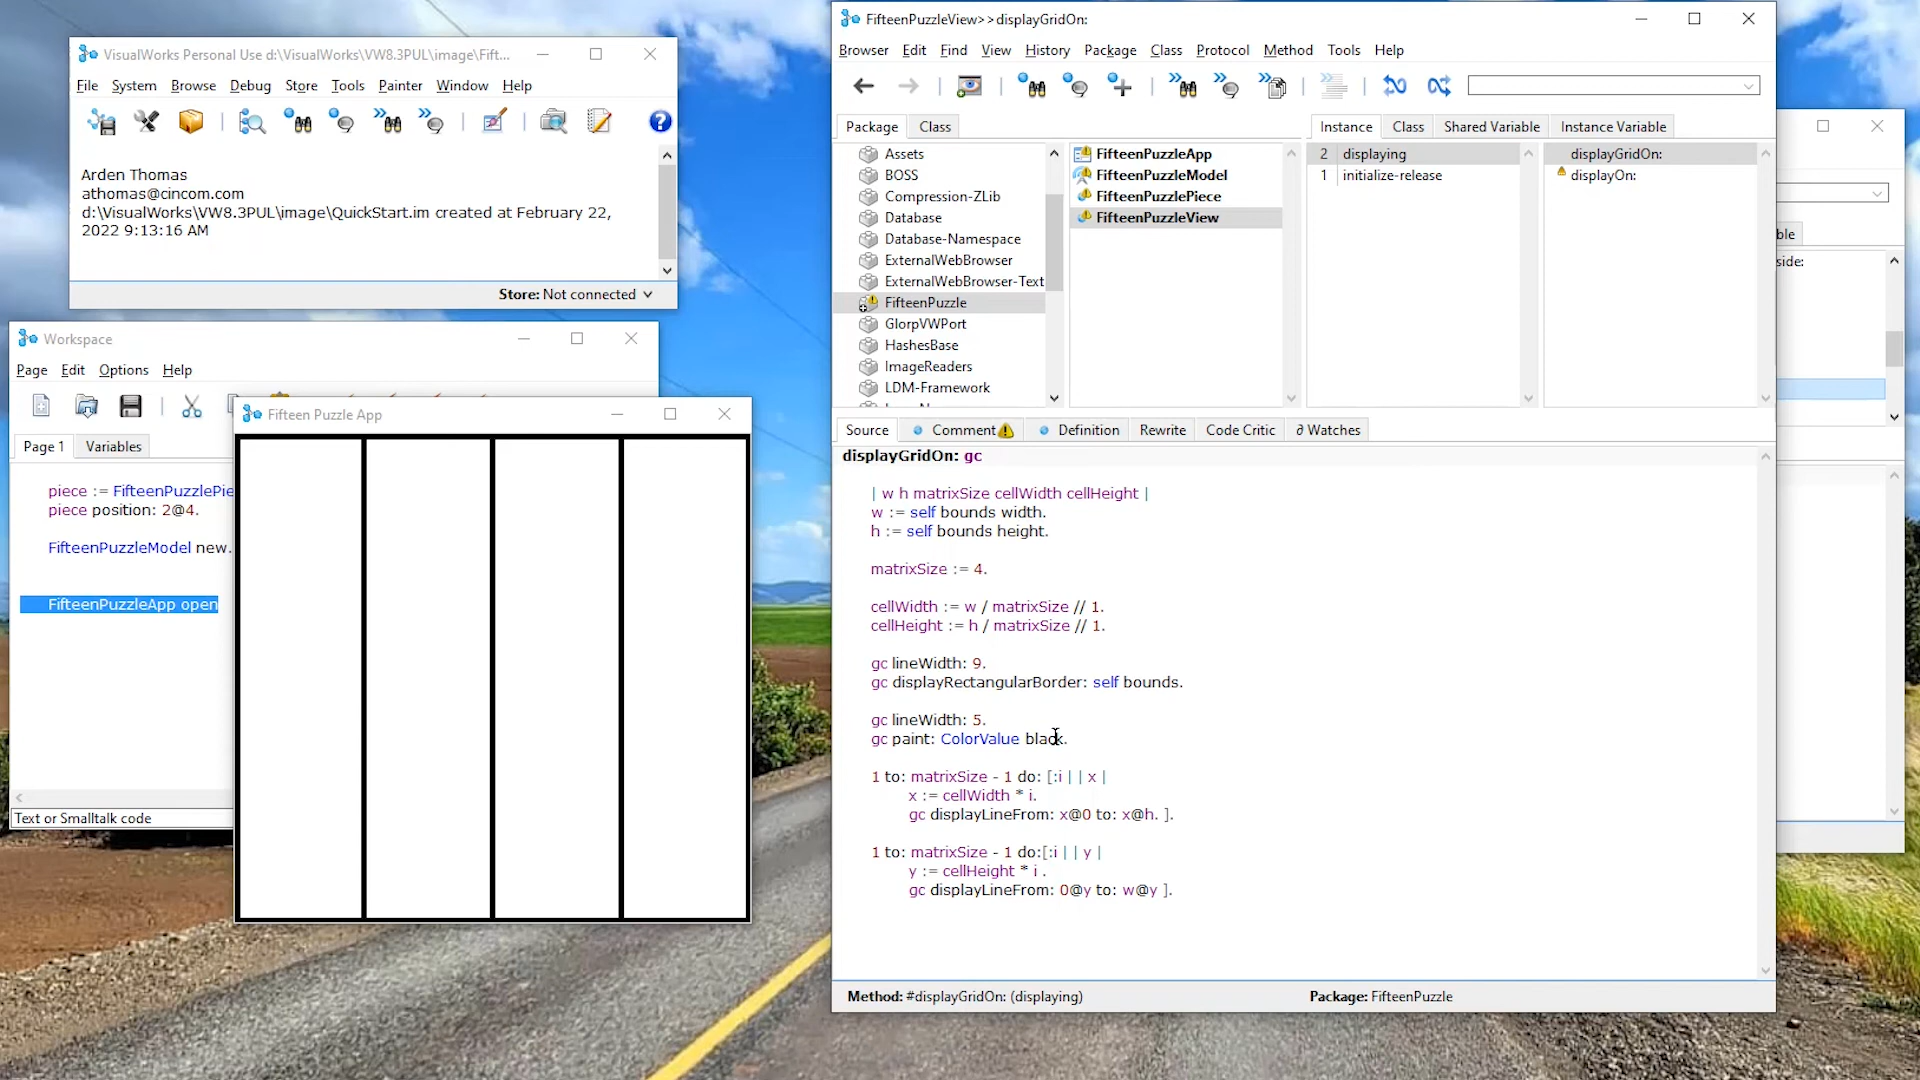 VisualWorks Personal Use d:\VisualWorks\VW8.3PUL\image\Fift...
File System Browse Debug Store Tools Painter Window Help
Arden Thomas
athomas@cincom.com
d:\VisualWorks\VW8.3PUL\image\QuickStart.im created at February 22,
2022 9:13:16 AM
Store: Not connected
Workspace
Page Edit Options Help
Page 1 Variables
piece := FifteenPuzzlePie
piece position: 2@4.
FifteenPuzzleModel new.
FifteenPuzzleApp open
Text or Smalltalk code
Fifteen Puzzle App
FifteenPuzzleView>>displayGridOn:
Browser Edit Find View History Package Class Protocol Method Tools Help
Package Class
Instance Class Shared Variable Instance Variable
Assets
BOSS
Compression-ZLib
Database
Database-Namespace
ExternalWebBrowser
ExternalWebBrowser-Text
FifteenPuzzle
GlorpVWPort
HashesBase
ImageReaders
LDM-Framework
FifteenPuzzleApp
FifteenPuzzleModel
FifteenPuzzlePiece
FifteenPuzzleView
2 displaying
1 initialize-release
displayGridOn:
displayOn:
Source Comment Definition Rewrite Code Critic ∂ Watches
displayGridOn: gc
| w h matrixSize cellWidth cellHeight |
w := self bounds width.
h := self bounds height.
matrixSize := 4.
cellWidth := w / matrixSize // 1.
cellHeight := h / matrixSize // 1.
gc lineWidth: 9.
gc displayRectangularBorder: self bounds.
gc lineWidth: 5.
gc paint: ColorValue black.
1 to: matrixSize - 1 do: [:i | | x |
x := cellWidth * i.
gc displayLineFrom: x@0 to: x@h. ].
1 to: matrixSize - 1 do:[:i | | y |
y := cellHeight * i .
gc displayLineFrom: 0@y to: w@y ].
Method: #displayGridOn: (displaying)
Package: FifteenPuzzle
ble
side: